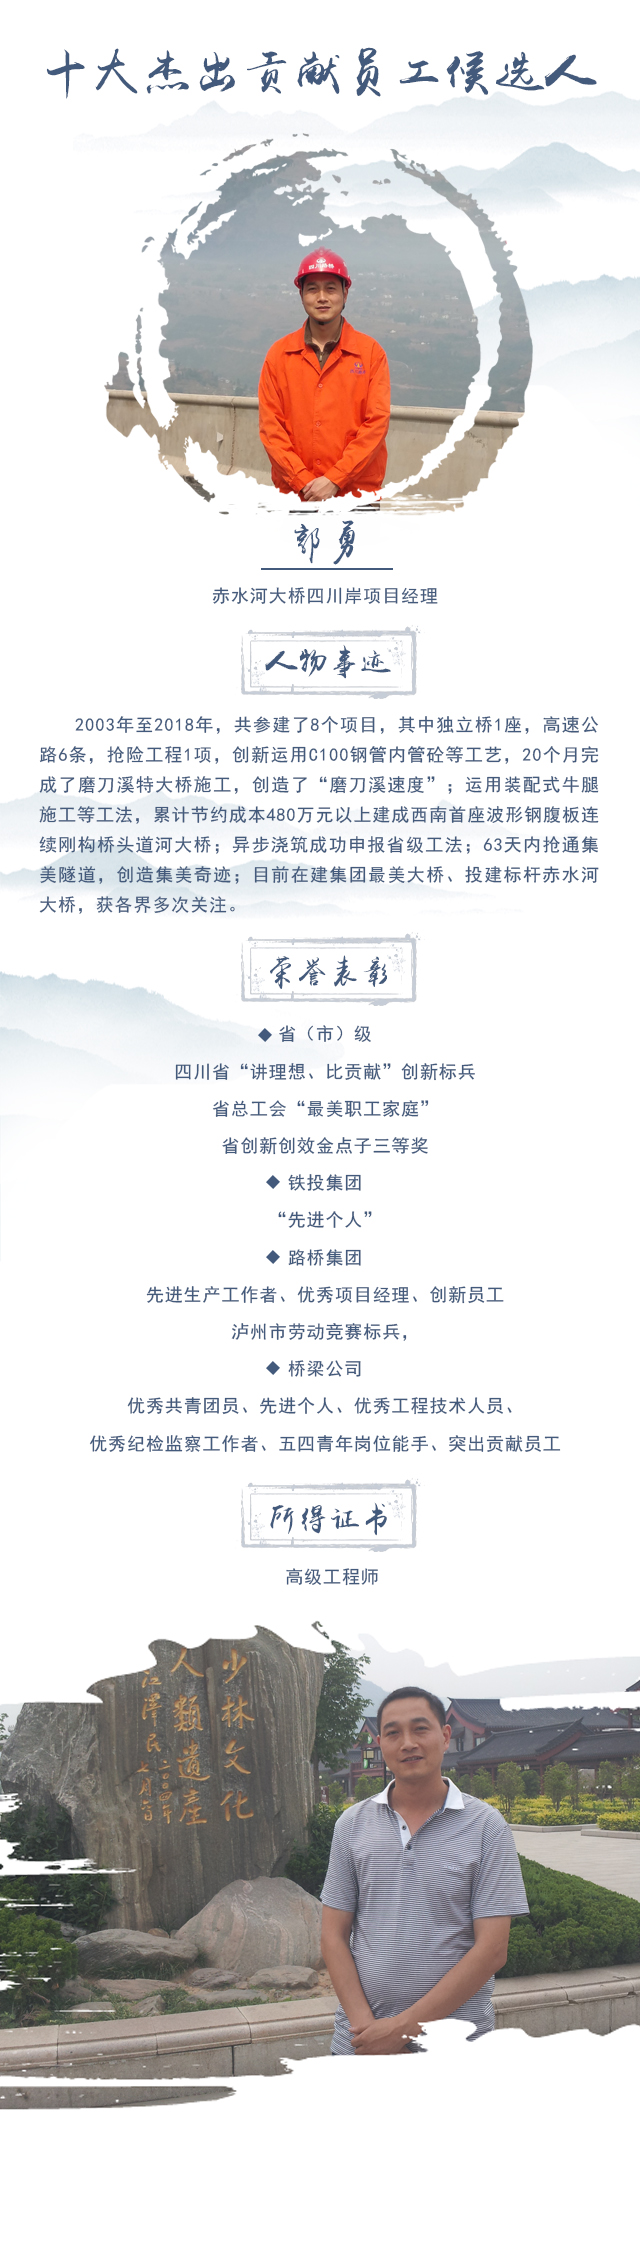 十大杰出贡献员工候选人
郭勇
赤水河大桥四川岸项目经理
人物事迹
2003年至2018年，共参建了8个项目，其中独立桥1座，高速公
路6条，抢险工程1项，创新运用C100钢管内管砼等工艺，20个月完
成了磨刀溪特大桥施工，创造了“磨刀溪速度”；运用装配式牛腿
施工等工法，累计节约成本480万元以上建成西南首座波形钢腹板连
续刚构桥头道河大桥；异步浇筑成功申报省级工法；63天内抢通集
美隧道，创造集美奇迹；目前在建集团最美大桥、投建标杆赤水河
大桥，获各界多次关注。
荣誉表彰
◆ 省（市）级
四川省“讲理想、比贡献”创新标兵
省总工会“最美职工家庭”
省创新创效金点子三等奖
◆ 铁投集团
“先进个人”
◆ 路桥集团
先进生产工作者、优秀项目经理、创新员工
泸州市劳动竞赛标兵，
◆ 桥梁公司
优秀共青团员、先进个人、优秀工程技术人员、
优秀纪检监察工作者、五四青年岗位能手、突出贡献员工
所得证书
高级工程师
少林文化
人類遺產
江澤民
二〇〇四年
七月六日